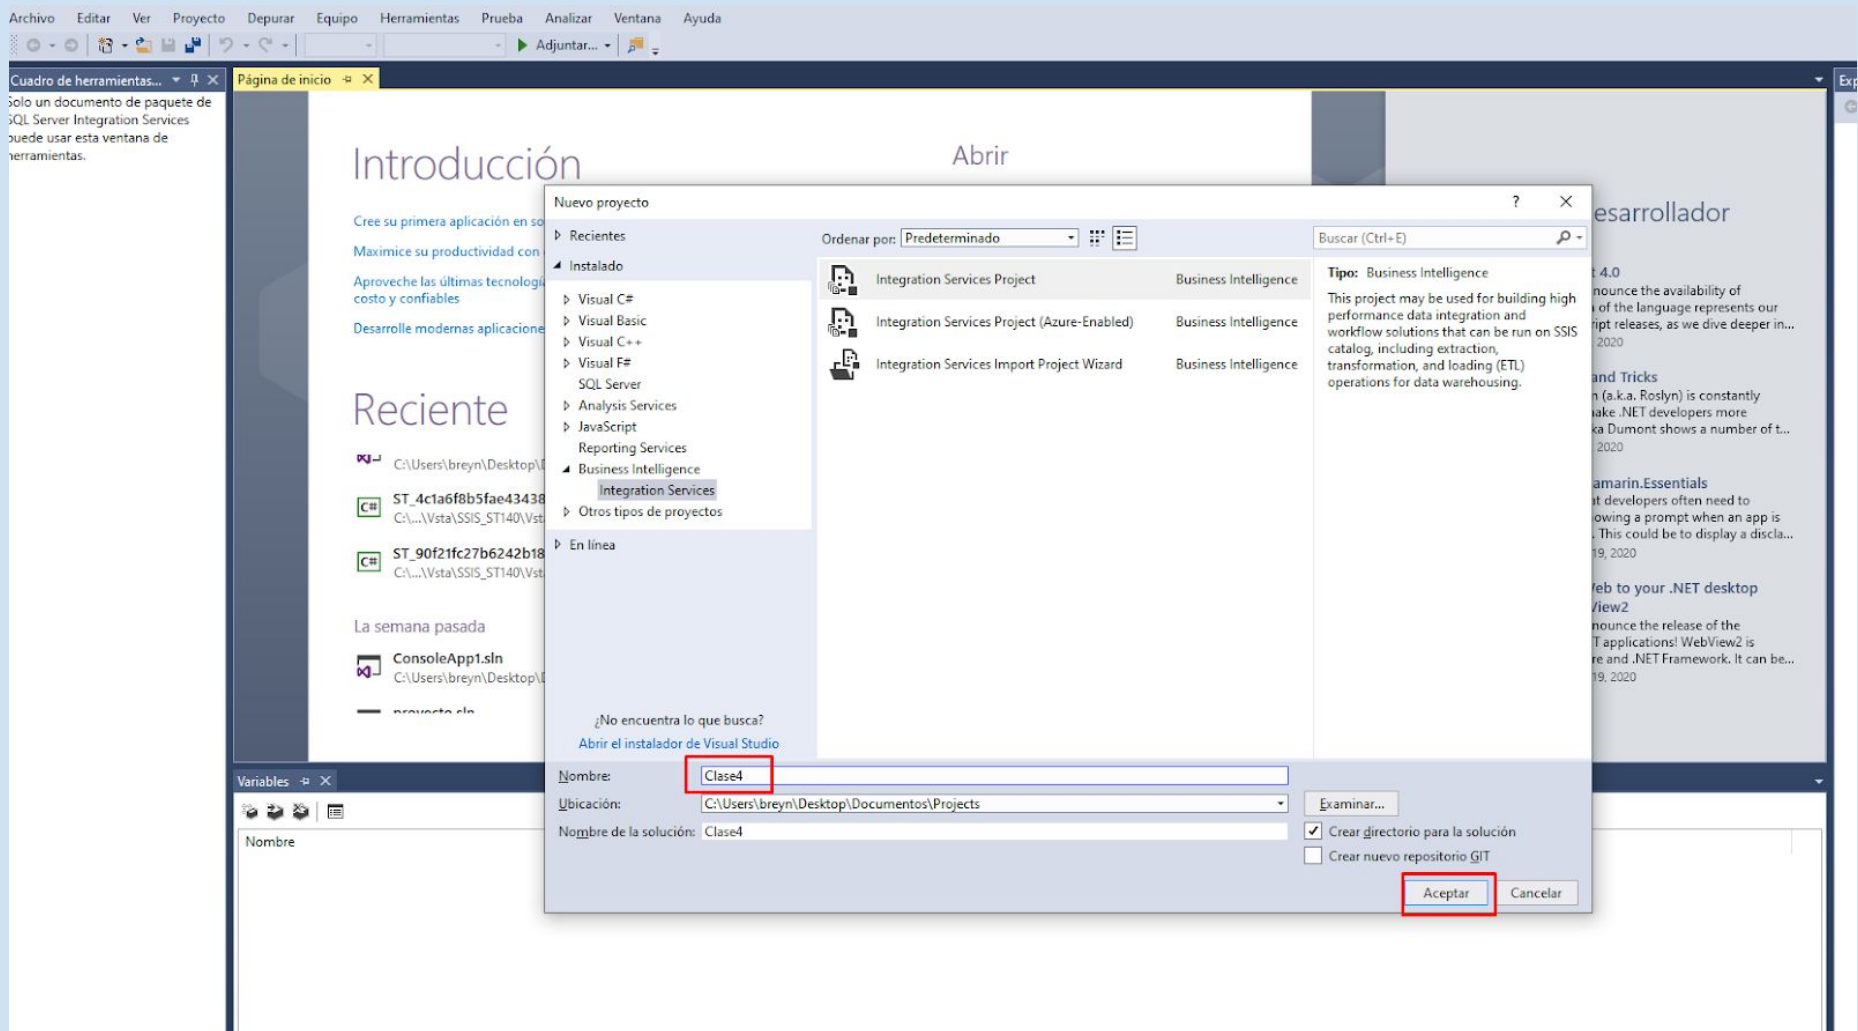 Archivo Editar Ver Proyecto Depurar Equipo Herramientas Prueba Analizar Ventana Ayuda
Adjuntar...
Cuadro de herramientas...
Solo un documento de paquete de
SQL Server Integration Services
puede usar esta ventana de
herramientas.
Página de inicio
Introducción
Cree su primera aplicación en
Maximice su productividad con
Aproveche las últimas
costo y confiables
Desarrolle modernas
Reciente
C:\Users\breyn\Desktop\
ST_4c1a6f8b5fae43438
C:\...\Vsta\SSIS_ST140\
ST_90f21fc27b6242b18
C:\...\Vsta\SSIS_ST140\
La semana pasada
ConsoleApp1.sln
C:\Users\breyn\Desktop\
proyecto.sln
Abrir
Nuevo proyecto ?
Recientes
Instalado
Visual C#
Visual Basic
Visual C++
Visual F#
SQL Server
Analysis Services
JavaScript
Reporting Services
Business Intelligence
Integration Services
Otros tipos de proyectos
En línea
¿No encuentra lo que busca?
Abrir el instalador de Visual Studio
Ordenar por: Predeterminado
Integration Services Project Business Intelligence
Integration Services Project (Azure-Enabled) Business Intelligence
Integration Services Import Project Wizard Business Intelligence
Buscar (Ctrl+E)
Tipo: Business Intelligence
This project may be used for building high
performance data integration and
workflow solutions that can be run on SSIS
catalog, including extraction,
transformation, and loading (ETL)
operations for data warehousing.
Nombre: Clase4
Ubicación: C:\Users\breyn\Desktop\Documentos\Projects Examinar...
Nombre de la solución: Clase4
Crear directorio para la solución
Crear nuevo repositorio GIT
Aceptar Cancelar
esarrollador
4.0
nounce the availability of
of the language represents our
ript releases, as we dive deeper in...
2020
and Tricks
(a.k.a. Roslyn) is constantly
make .NET developers more
ka Dumont shows a number of t...
2020
amarin.Essentials
at developers often need to
owing a prompt when an app is
. This could be to display a discla...
19, 2020
Web to your .NET desktop
View2
nounce the release of the
T applications! WebView2 is
re and .NET Framework. It can be...
19, 2020
Exp
Variables
Nombre